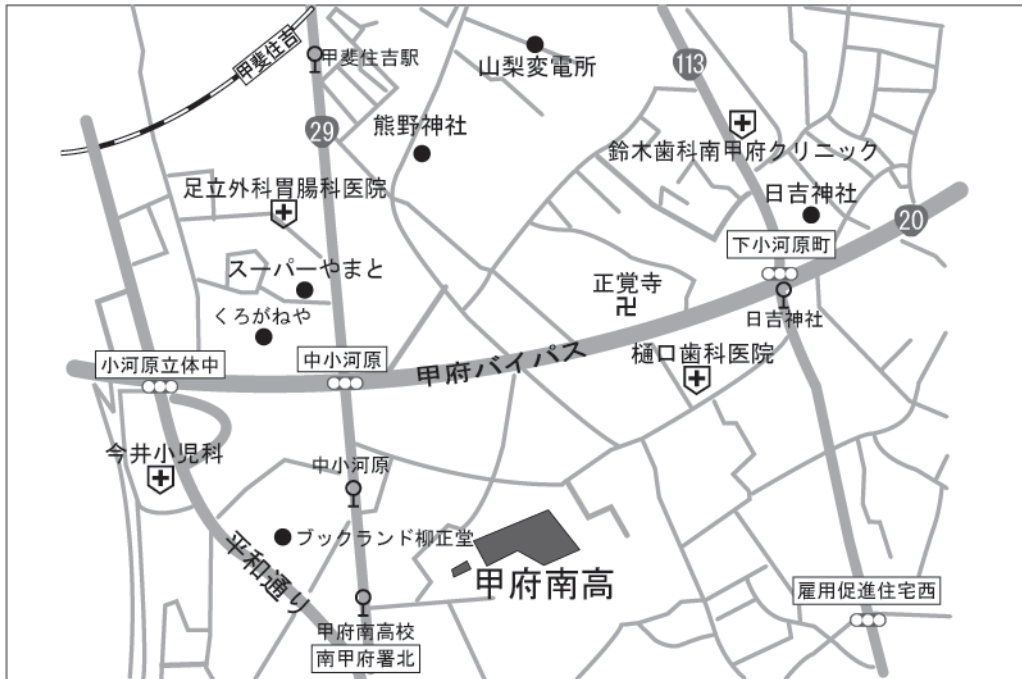 甲斐住吉
甲斐住吉駅
山梨変電所
113
29
熊野神社
鈴木歯科南甲府クリニック
足立外科胃腸科医院
日吉神社
20
下小河原町
スーパーやまと
正覚寺
卍
くろがねや
日吉神社
小河原立体中
中小河原
甲府バイパス
樋口歯科医院
今井小児科
中小河原
ブックランド柳正堂
平和通り
甲府南高
雇用促進住宅西
甲府南高校
南甲府署北